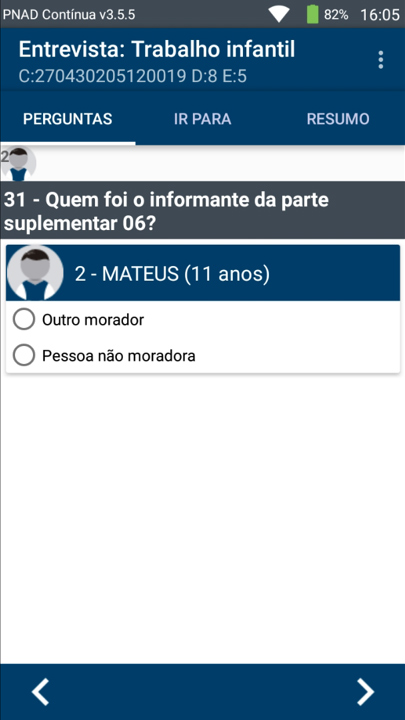 PNAD Contínua v3.5.5 82% 16:05
Entrevista: Trabalho infantil
C:270430205120019 D:8 E:5
PERGUNTAS IR PARA RESUMO
2
31 - Quem foi o informante da parte
suplementar 06?
2 - MATEUS (11 anos)
Outro morador
Pessoa não moradora